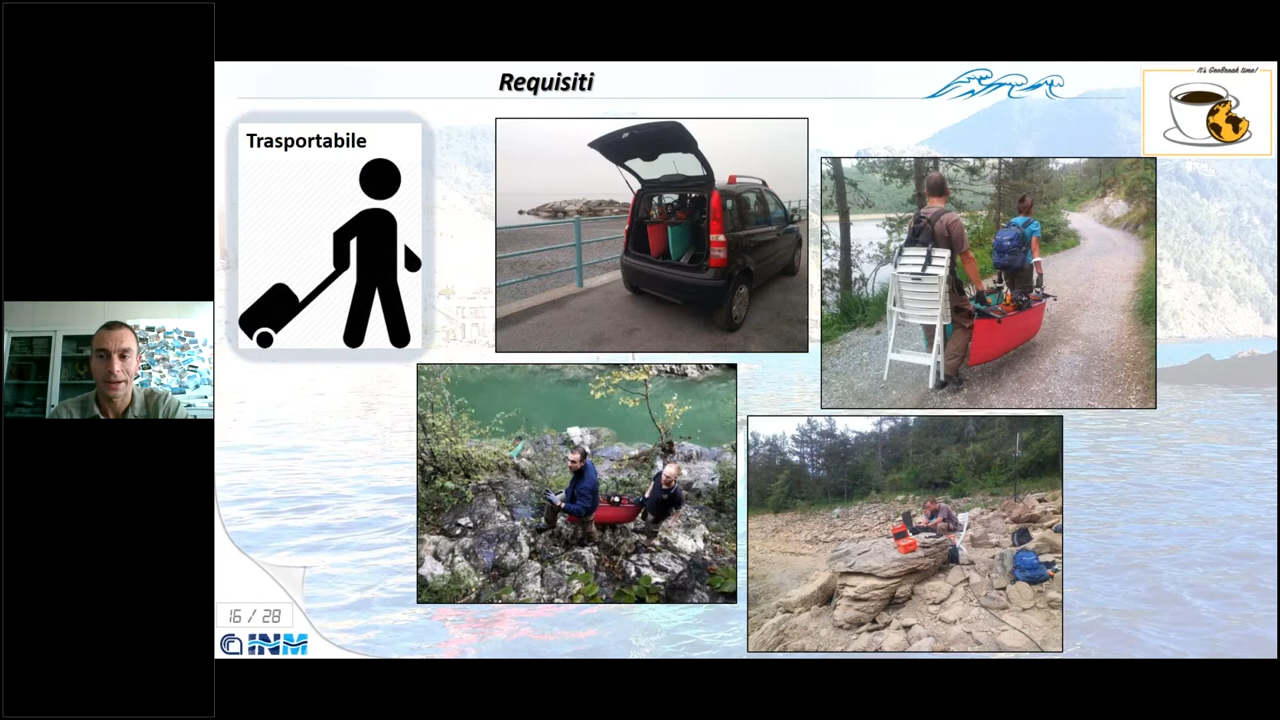 Requisiti
It's GeoBreak time!
Trasportabile
16 / 28
INM